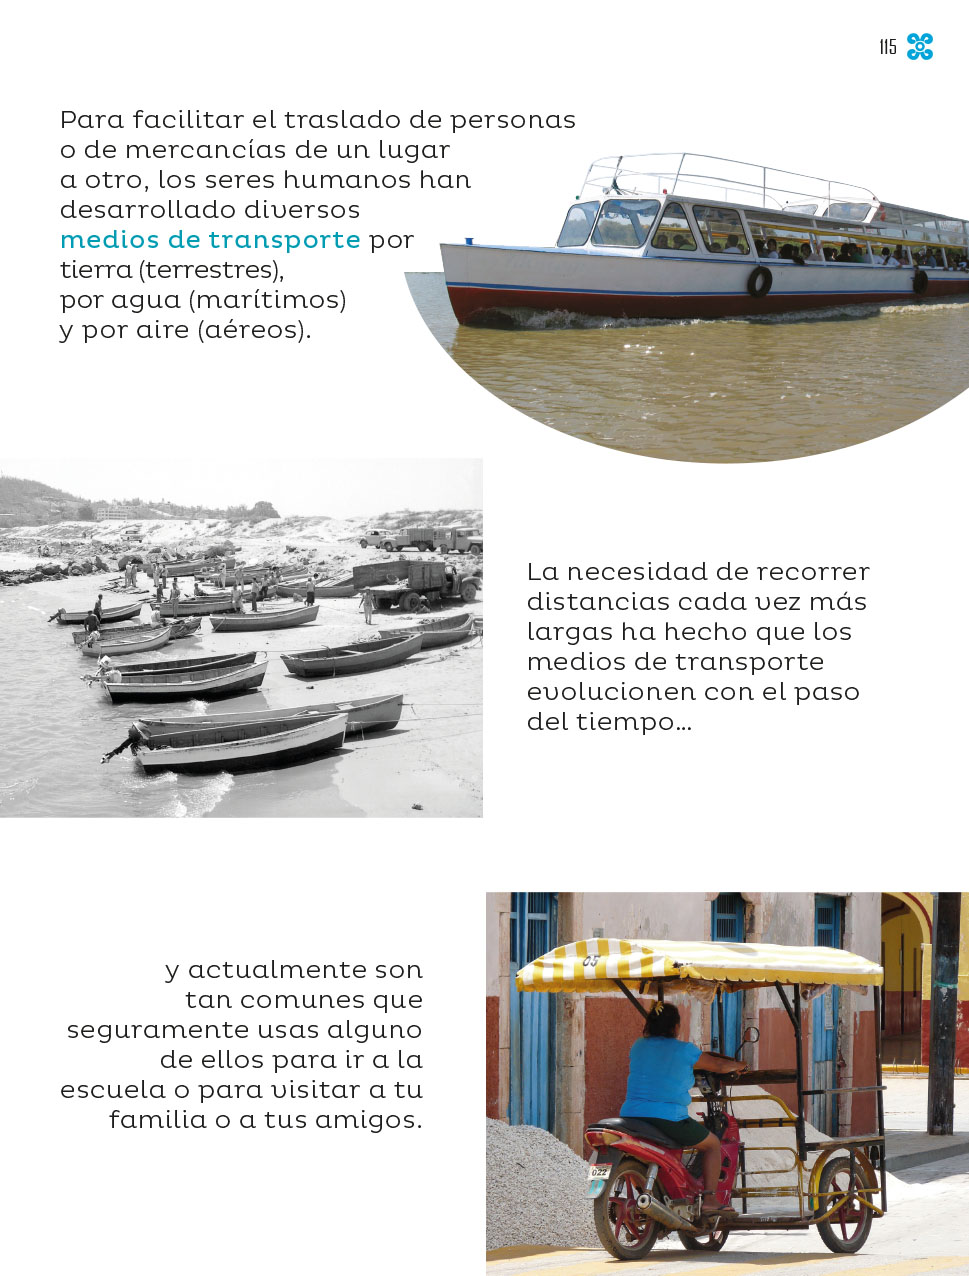 115
Para facilitar el traslado de personas
o de mercancías de un lugar
a otro, los seres humanos han
desarrollado diversos
medios de transporte por
tierra (terrestres),
por agua (marítimos)
y por aire (aéreos).
La necesidad de recorrer
distancias cada vez más
largas ha hecho que los
medios de transporte
evolucionen con el paso
del tiempo...
y actualmente son
tan comunes que
seguramente usas alguno
de ellos para ir a la
escuela o para visitar a tu
familia o a tus amigos.
05
022